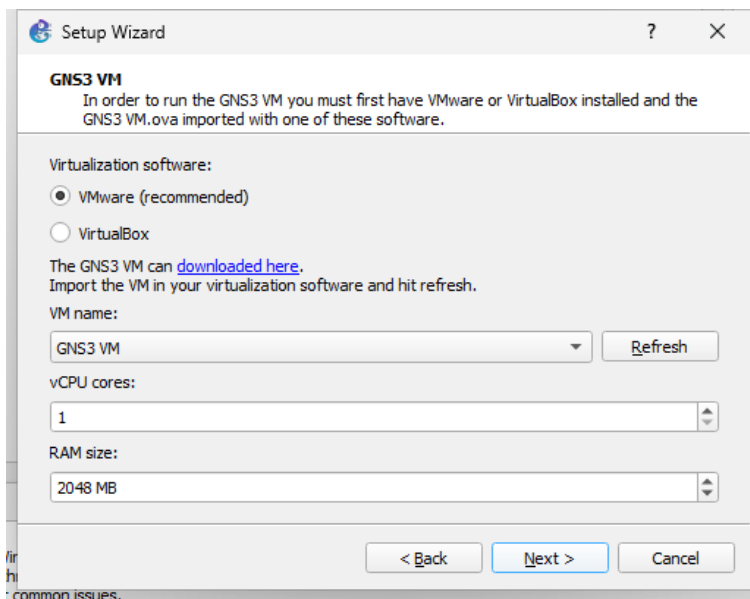 Setup Wizard
?
GNS3 VM
In order to run the GNS3 VM you must first have VMware or VirtualBox installed and the
GNS3 VM.ova imported with one of these software.
Virtualization software:
VMware (recommended)
VirtualBox
The GNS3 VM can downloaded here.
Import the VM in your virtualization software and hit refresh.
VM name:
GNS3 VM
Refresh
vCPU cores:
1
RAM size:
2048 MB
< Back
Next >
Cancel
common issues.